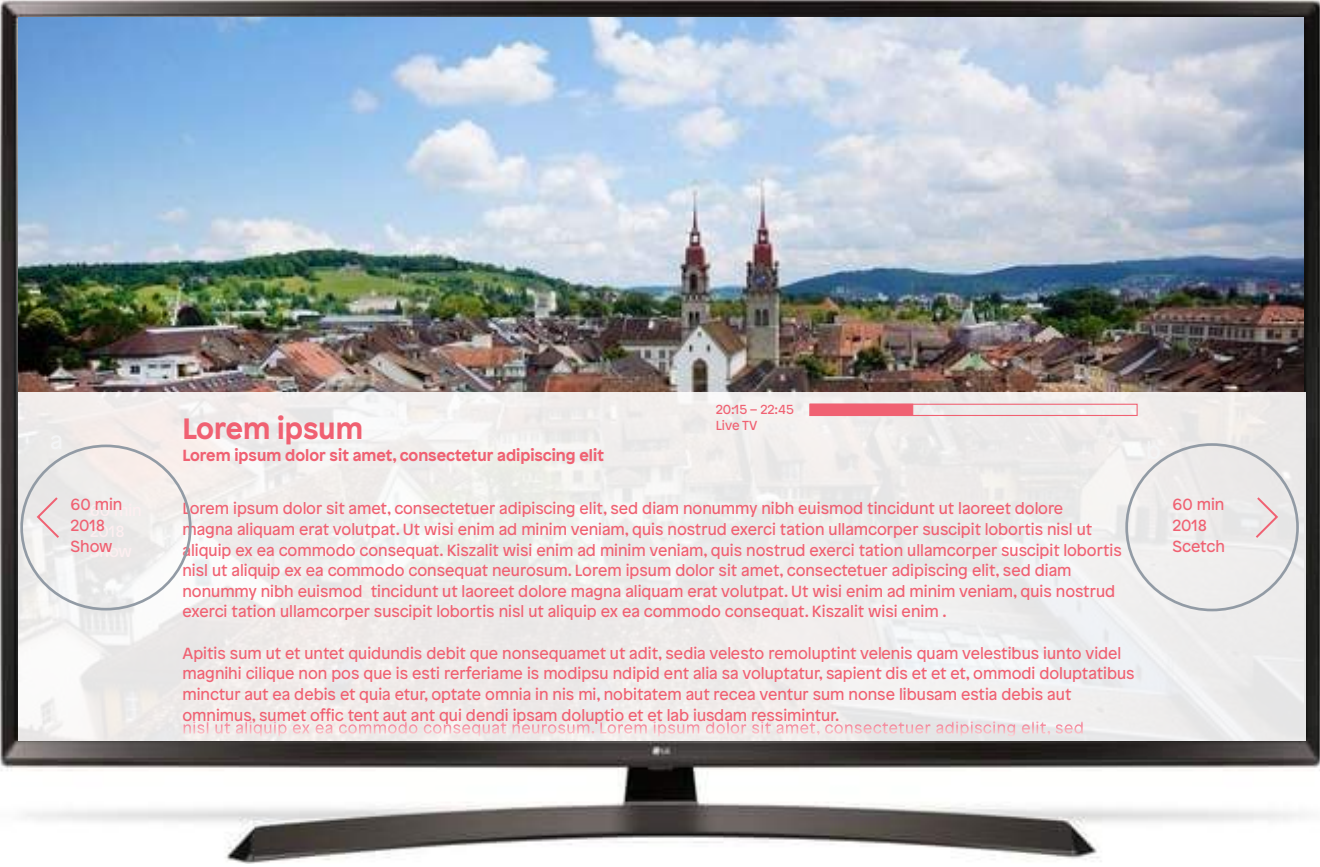 20:15 – 22:45
Live TV
Lorem ipsum
Lorem ipsum dolor sit amet, consectetur adipiscing elit
60 min
2018
Show
Lorem ipsum dolor sit amet, consectetuer adipiscing elit, sed diam nonummy nibh euismod tincidunt ut laoreet dolore
magna aliquam erat volutpat. Ut wisi enim ad minim veniam, quis nostrud exerci tation ullamcorper suscipit lobortis nisl ut
aliquip ex ea commodo consequat. Kiszalit wisi enim ad minim veniam, quis nostrud exerci tation ullamcorper suscipit lobortis
nisl ut aliquip ex ea commodo consequat neurosum. Lorem ipsum dolor sit amet, consectetuer adipiscing elit, sed diam
nonummy nibh euismod  tincidunt ut laoreet dolore magna aliquam erat volutpat. Ut wisi enim ad minim veniam, quis nostrud
exerci tation ullamcorper suscipit lobortis nisl ut aliquip ex ea commodo consequat. Kiszalit wisi enim .
Apitis sum ut et untet quidundis debit que nonsequamet ut adit, sedia velesto remoluptint velenis quam velestibus iunto videl
magnihi cilique non pos que is esti rerferiame is modipsu ndipid ent alia sa voluptatur, sapient dis et et et, ommodi doluptatibus
minctur aut ea debis et quia etur, optate omnia in nis mi, nobitatem aut recea ventur sum nonse libusam estia debis aut
omnimus, sumet offic tent aut ant qui dendi ipsam doluptio et et lab iusdam ressimintur.
nisl ut aliquip ex ea commodo consequat neurosum. Lorem ipsum dolor sit amet, consectetuer adipiscing elit, sed
60 min
2018
Scetch
LG